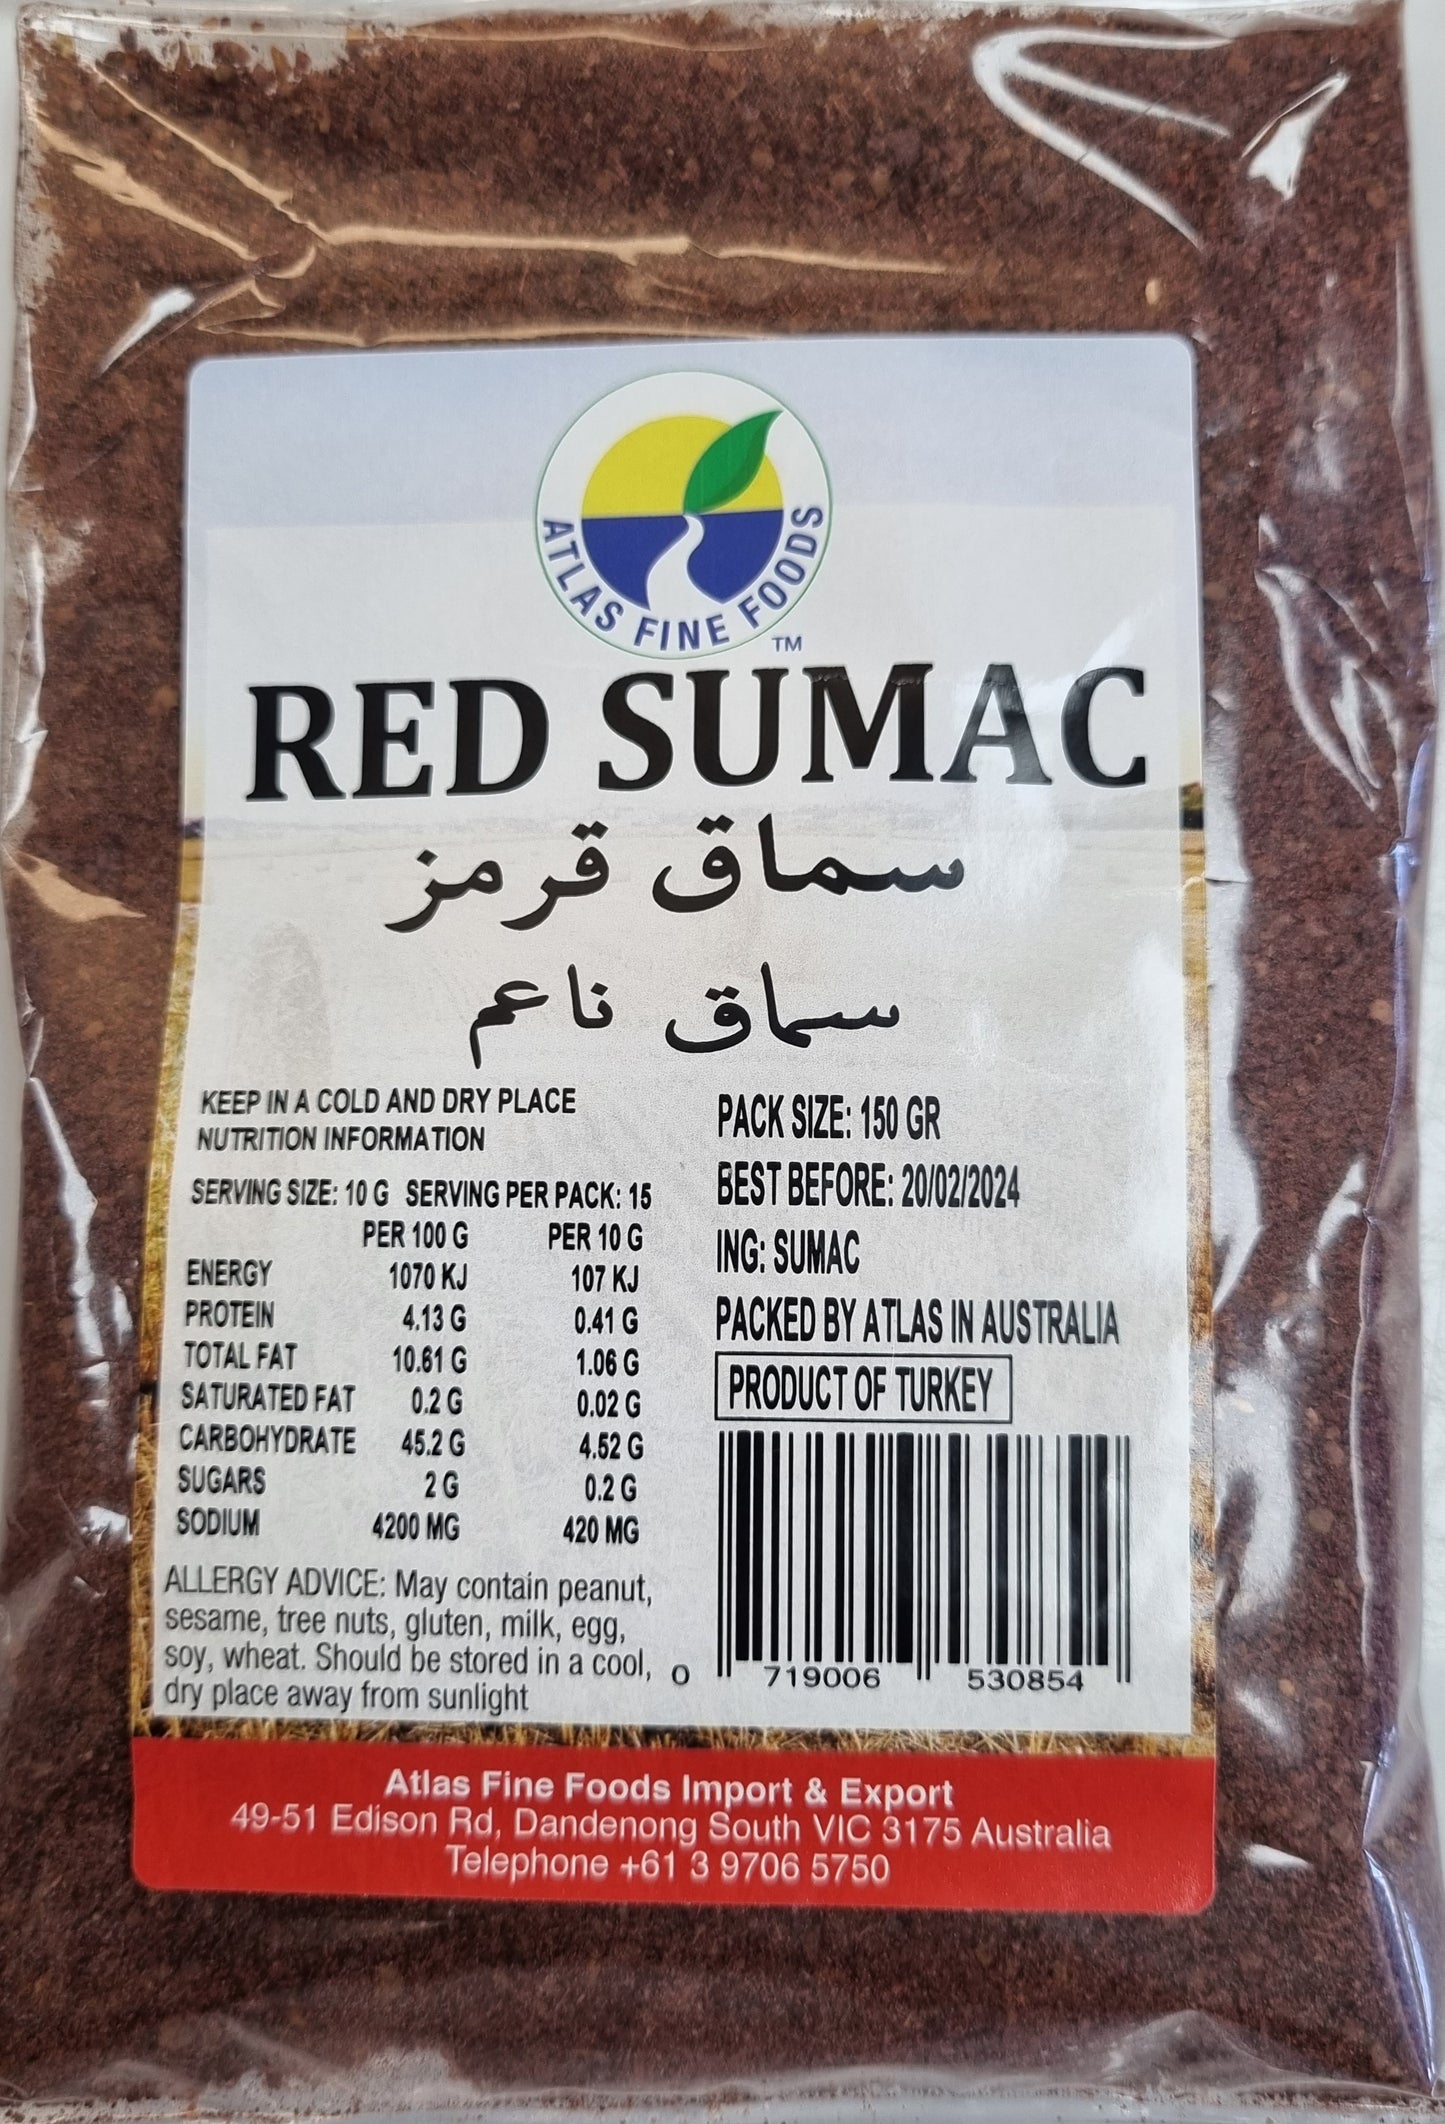 ATLAS FINE FOODS
TM
RED SUMAC
سماق قرمز
سماق ناعم
KEEP IN A COLD AND DRY PLACE
NUTRITION INFORMATION
SERVING SIZE: 10 G SERVING PER PACK: 15
PER 100 G PER 10 G
ENERGY 1070 KJ 107 KJ
PROTEIN 4.13 G 0.41 G
TOTAL FAT 10.61 G 1.06 G
SATURATED FAT 0.2 G 0.02 G
CARBOHYDRATE 45.2 G 4.52 G
SUGARS 2 G 0.2 G
SODIUM 4200 MG 420 MG
ALLERGY ADVICE: May contain peanut,
sesame, tree nuts, gluten, milk, egg,
soy, wheat. Should be stored in a cool,
dry place away from sunlight
PACK SIZE: 150 GR
BEST BEFORE: 20/02/2024
ING: SUMAC
PACKED BY ATLAS IN AUSTRALIA
PRODUCT OF TURKEY
0 719006 530854
Atlas Fine Foods Import & Export
49-51 Edison Rd, Dandenong South VIC 3175 Australia
Telephone +61 3 9706 5750